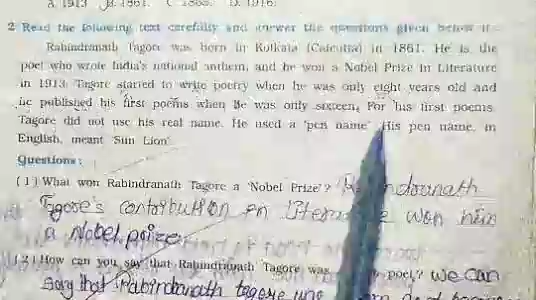 A. 1913 B. 1861. C 1868. D. 1916.
2 Read the following text carefully and answer the questions given below it:
Rabindranath Tagore was born in Kolkata (Calcutta) in 1861. He is the
poet who wrote India's national anthem, and he won a Nobel Prize in Literature
in 1913. Tagore started to write poetry when he was only eight years old and
he published his first poems when he was only sixteen. For his first poems.
Tagore did not use his real name. He used a 'pen name' His pen name, in
English, meant 'Sun Lion'.
Questions :
(1) What won Rabindranath Tagore a 'Nobel Prize'? ndranath
Tagore's contribution won him
a Nobel prize
(2) How can you say that Rabindranath Tagore was poet? we can
say that Rabindranath tagore